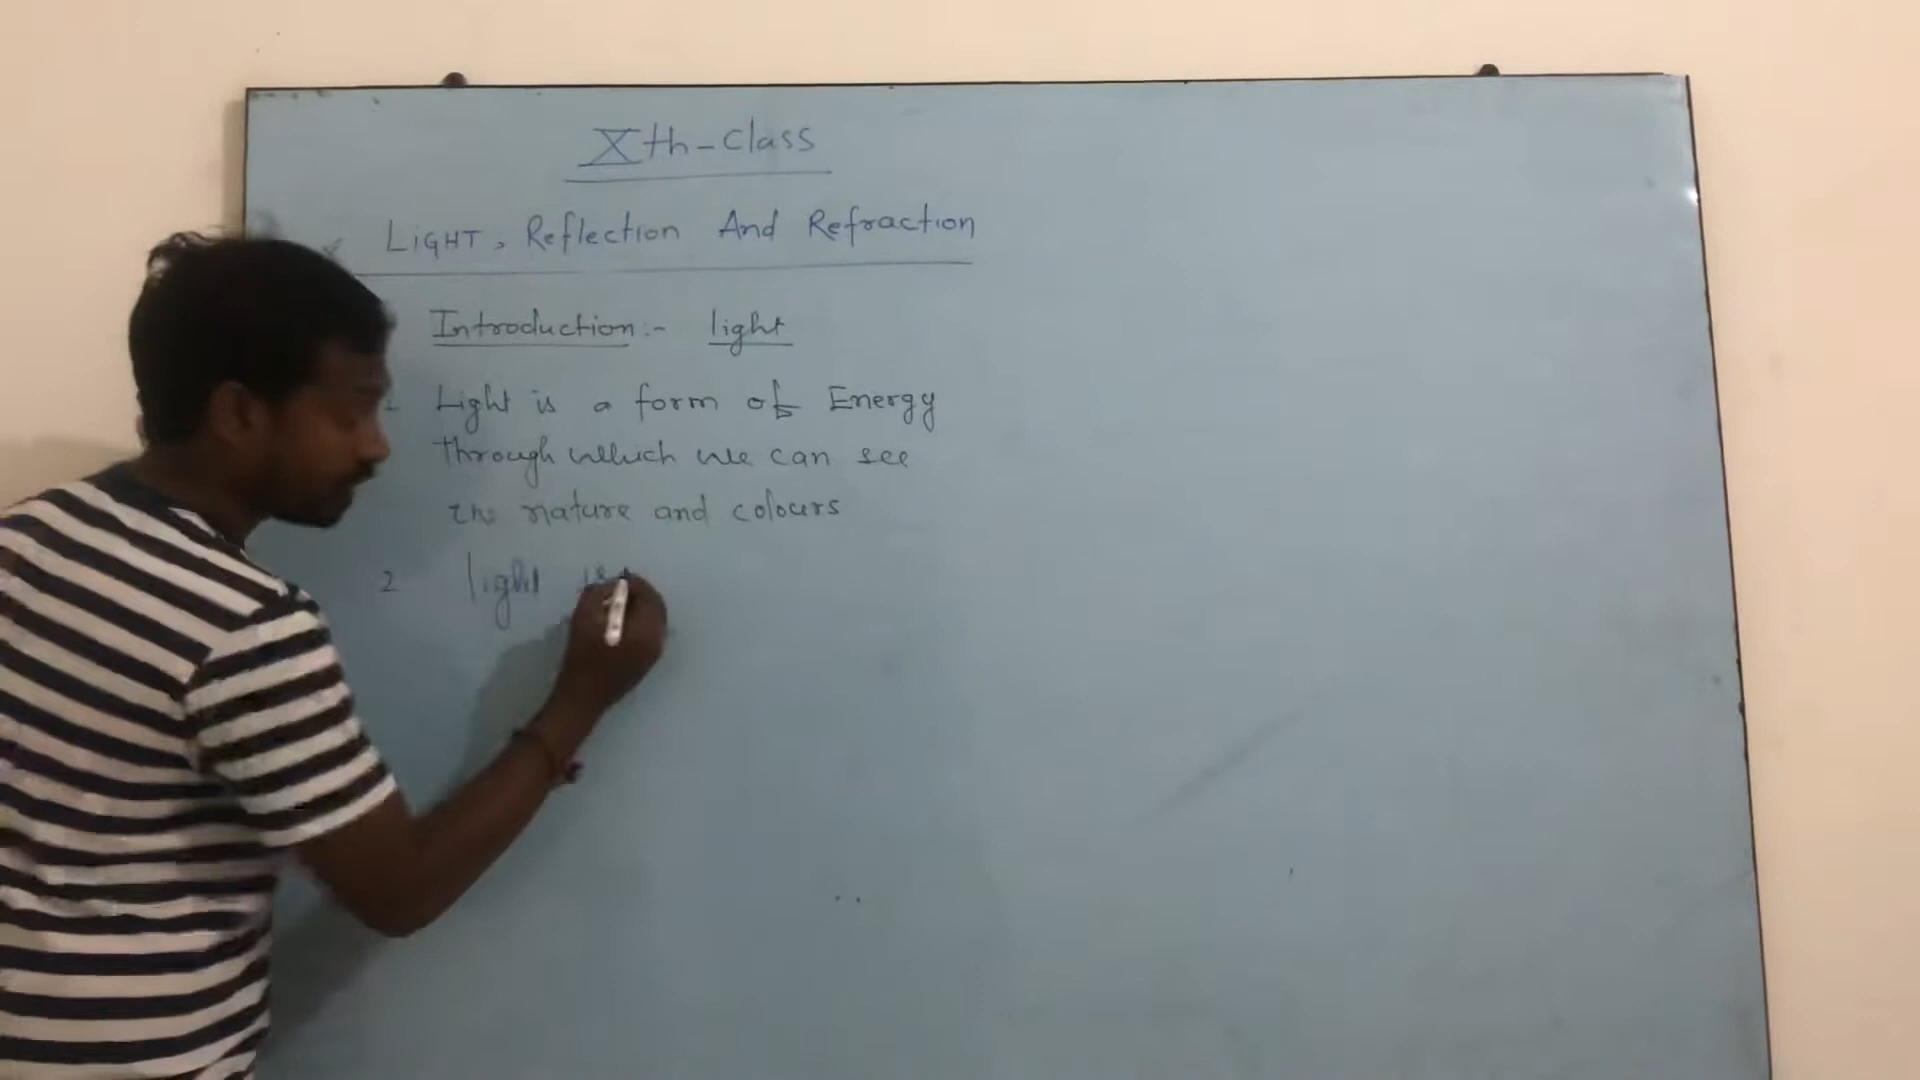 Xth-class
LIGHT, Reflection And Refraction
Introduction:- light
Light is a form of Energy
through which we can see
the nature and colours
2 light is